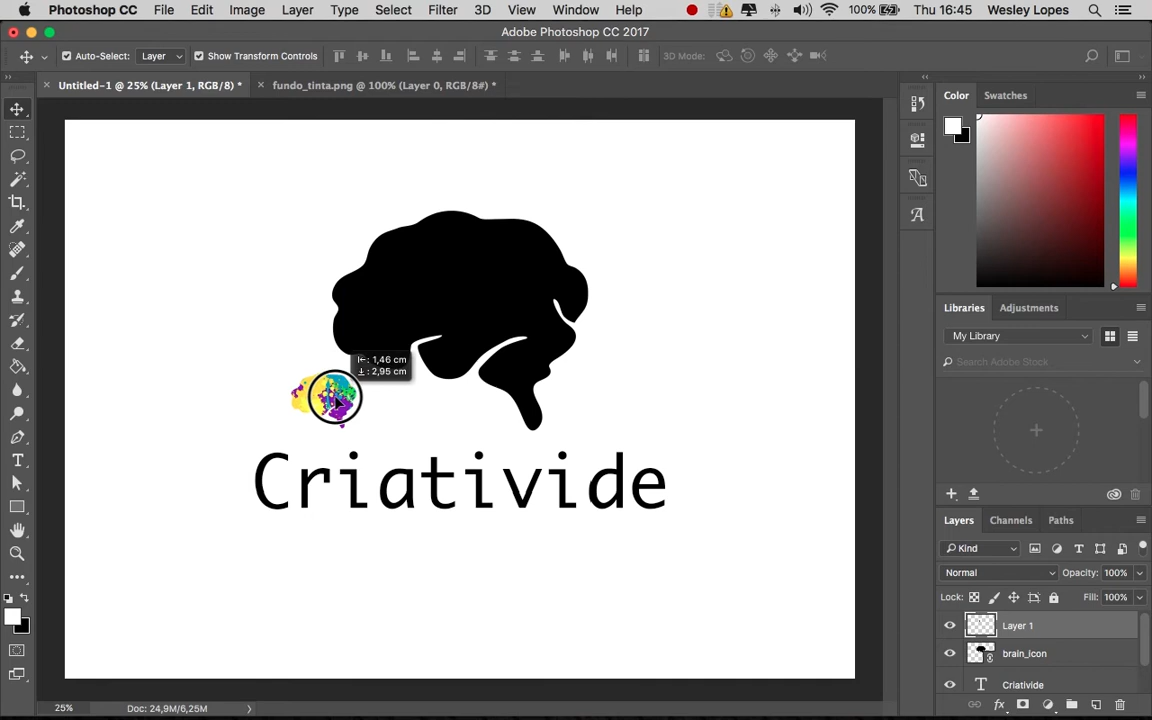 Photoshop CC File Edit Image Layer Type Select Filter 3D View Window Help 100% Thu 16:45 Wesley Lopes
Adobe Photoshop CC 2017
Auto-Select: Layer Show Transform Controls 3D Mode:
Untitled-1 @ 25% (Layer 1, RGB/8) * fundo_tinta.png @ 100% (Layer 0, RGB/8#) *
Color Swatches
Libraries Adjustments
My Library
Search Adobe Stock
1,46 cm
2,95 cm
Criativide
Layers Channels Paths
Kind
Normal Opacity: 100%
Lock: Fill: 100%
Layer 1
brain_icon
T Criativide
25% Doc: 24,9M/6,25M